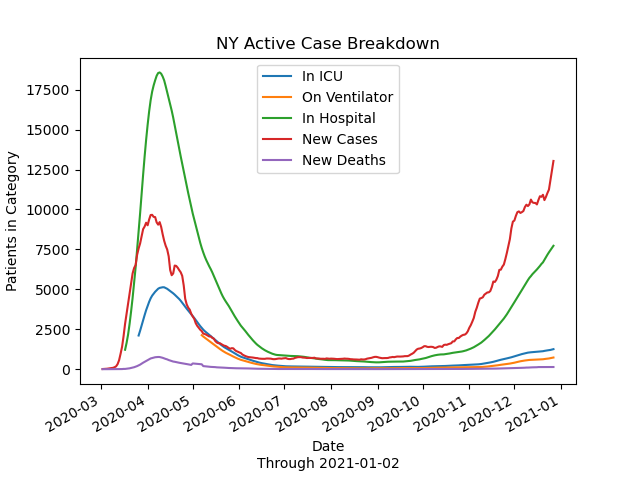 NY Active Case Breakdown
In ICU
On Ventilator
In Hospital
New Cases
New Deaths
Patients in Category
17500
15000
12500
10000
7500
5000
2500
0
2020-03
2020-04
2020-05
2020-06
2020-07
2020-08
2020-09
2020-10
2020-11
2020-12
2021-01
Date
Through 2021-01-02